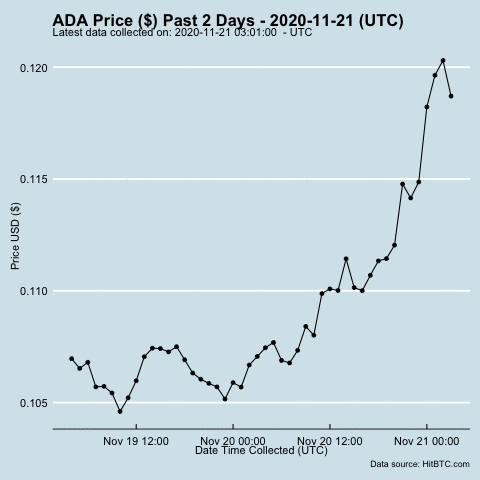 ADA Price ($) Past 2 Days - 2020-11-21 (UTC)
Latest data collected on: 2020-11-21 03:01:00 - UTC
0.120
0.115
0.110
0.105
Price USD ($)
Nov 19 12:00 Nov 20 00:00 Nov 20 12:00 Nov 21 00:00
Date Time Collected (UTC)
Data source: HitBTC.com